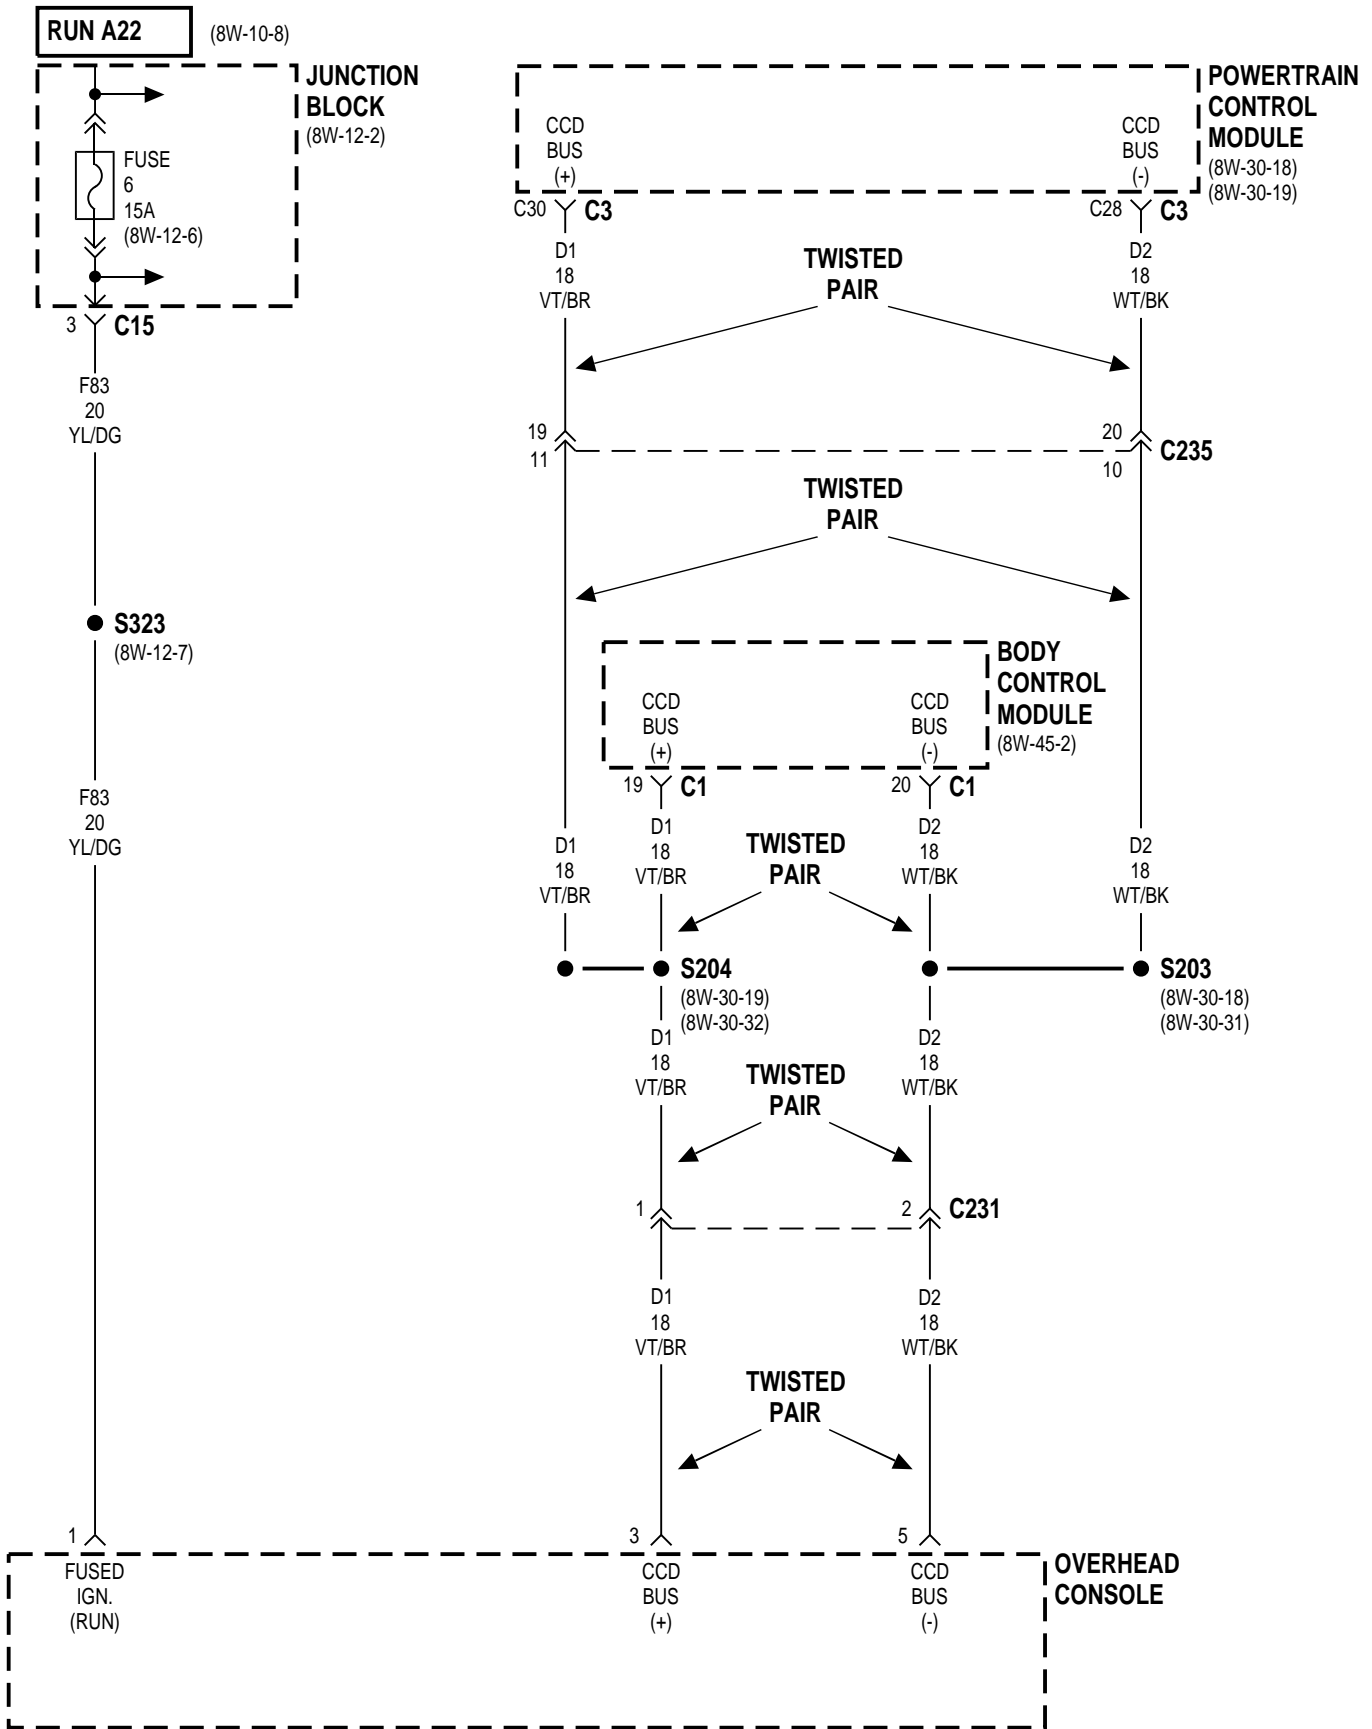 RUN A22
(8W-10-8)
JUNCTION
BLOCK
(8W-12-2)
FUSE
6
15A
(8W-12-6)
3
C15
F83
20
YL/DG
S323
(8W-12-7)
F83
20
YL/DG
POWERTRAIN
CONTROL
MODULE
(8W-30-18)
(8W-30-19)
CCD
BUS
(+)
CCD
BUS
(-)
C30
C3
C28
C3
D1
18
VT/BR
TWISTED
PAIR
D2
18
WT/BK
19
11
20
10
C235
TWISTED
PAIR
BODY
CONTROL
MODULE
(8W-45-2)
CCD
BUS
(+)
CCD
BUS
(-)
19
C1
20
C1
D1
18
VT/BR
D1
18
VT/BR
TWISTED
PAIR
D2
18
WT/BK
D2
18
WT/BK
S204
(8W-30-19)
(8W-30-32)
S203
(8W-30-18)
(8W-30-31)
D1
18
VT/BR
TWISTED
PAIR
D2
18
WT/BK
1
2
C231
D1
18
VT/BR
D2
18
WT/BK
TWISTED
PAIR
1
3
5
FUSED
IGN.
(RUN)
CCD
BUS
(+)
CCD
BUS
(-)
OVERHEAD
CONSOLE